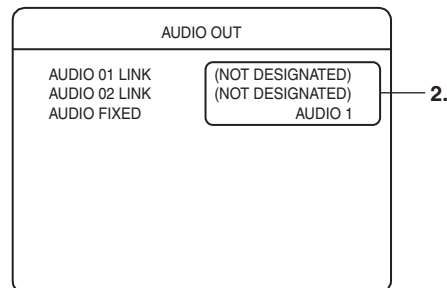 AUDIO OUT
AUDIO 01 LINK (NOT DESIGNATED)
AUDIO 02 LINK (NOT DESIGNATED) 2.
AUDIO FIXED AUDIO 1